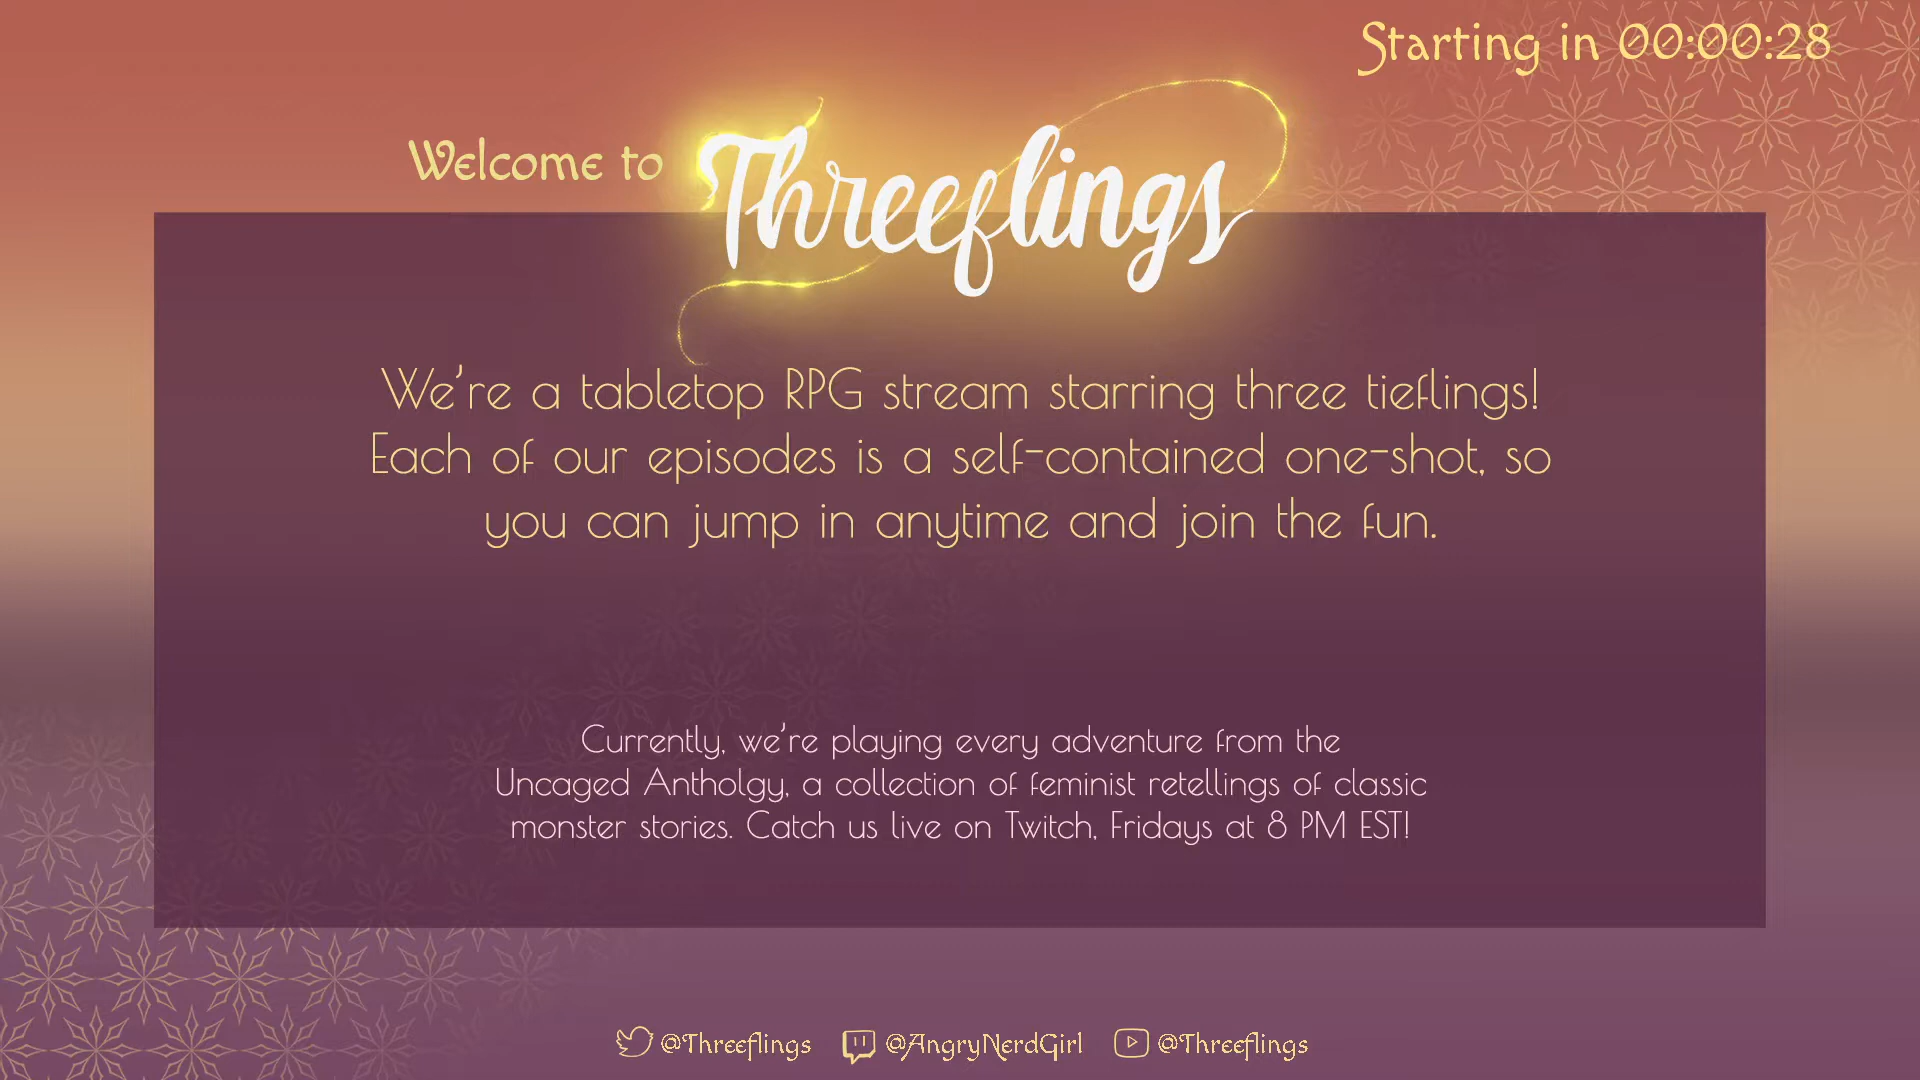 Starting in 00:00:28
Welcome to Threeflings
We're a tabletop RPG stream starring three tieflings!
Each of our episodes is a self-contained one-shot, so
you can jump in anytime and join the fun.
Currently, we're playing every adventure from the
Uncaged Antholgy, a collection of feminist retellings of classic
monster stories. Catch us live on Twitch, Fridays at 8 PM EST!
@Threeflings @AngryNerdGirl @Threeflings